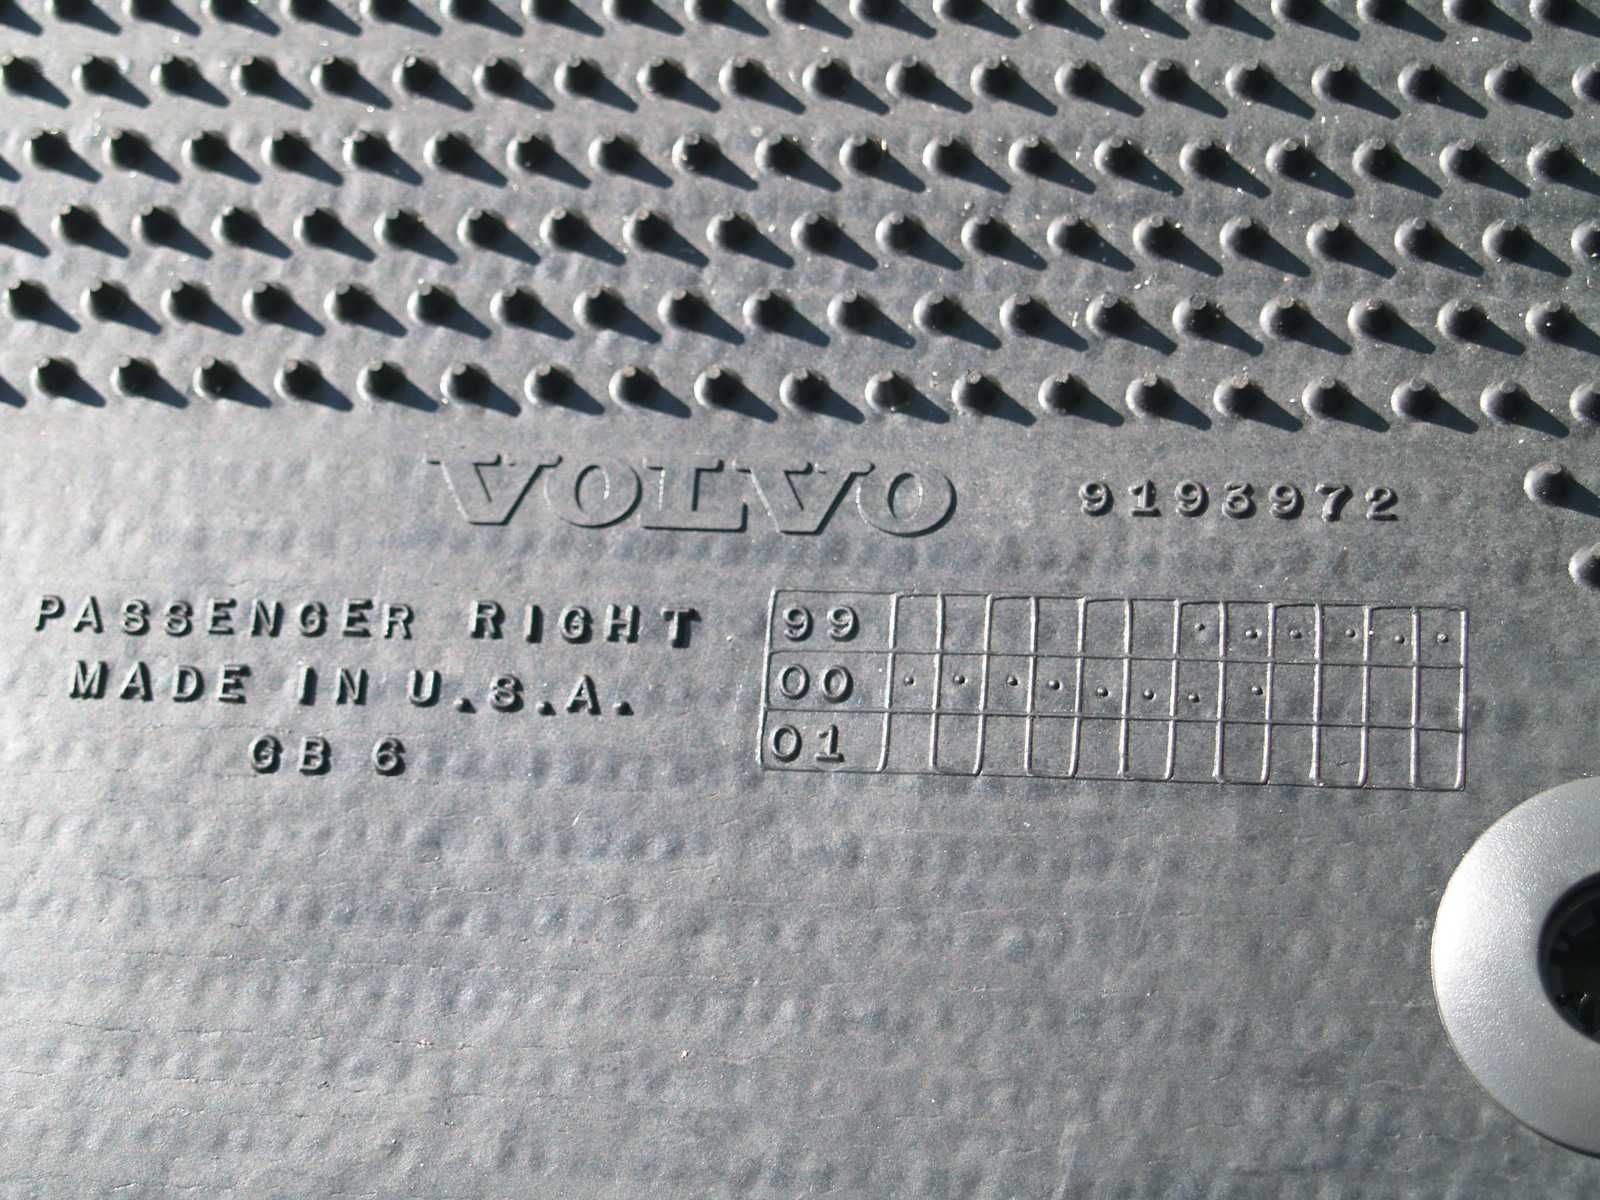 VOLVO 9193972
PASSENGER RIGHT
MADE IN U.S.A.
GB 6
99
00
01